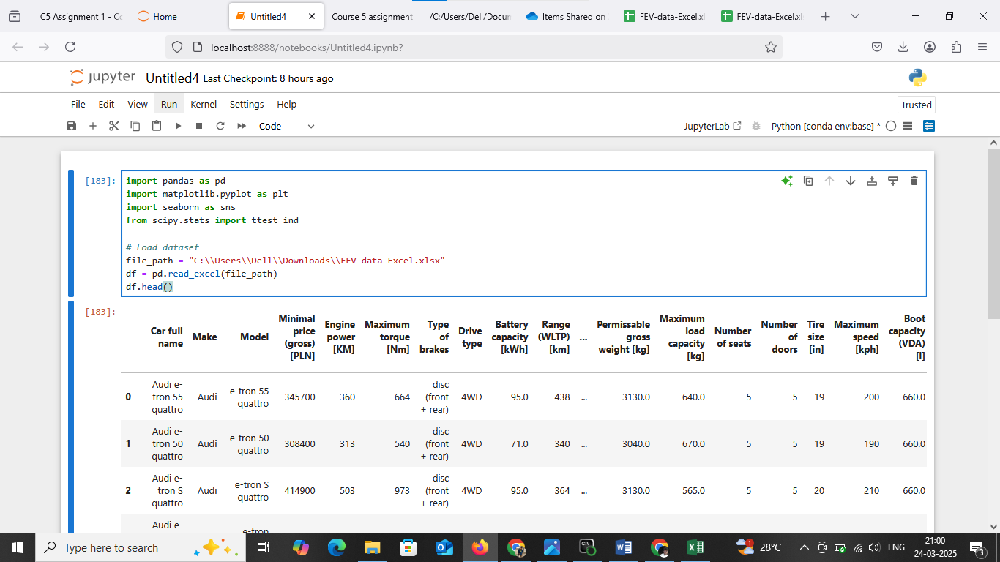 C5 Assignment 1 - Co
Home
Untitled4
Course 5 assignment
/C:/Users/Dell/Docun
Items Shared on
FEV-data-Excel.xl
FEV-data-Excel.xl
localhost:8888/notebooks/Untitled4.ipynb?
jupyter Untitled4 Last Checkpoint: 8 hours ago
File Edit View Run Kernel Settings Help
Trusted
Code
JupyterLab
Python [conda env:base] *
[183]:
import pandas as pd
import matplotlib.pyplot as plt
import seaborn as sns
from scipy.stats import ttest_ind
# Load dataset
file_path = "C:\\Users\\Dell\\Downloads\\FEV-data-Excel.xlsx"
df = pd.read_excel(file_path)
df.head()
[183]:
Car full name Make Model Minimal price (gross) [PLN] Engine power [KM] Maximum torque [Nm] Type of brakes Drive type Battery capacity [kWh] Range (WLTP) [km] ... Permissable gross weight [kg] Maximum load capacity [kg] Number of seats Number of doors Tire size [in] Maximum speed [kph] Boot capacity (VDA) [l]
0 Audi e-tron 55 quattro Audi e-tron 55 quattro 345700 360 664 disc (front + rear) 4WD 95.0 438 ... 3130.0 640.0 5 5 19 200 660.0
1 Audi e-tron 50 quattro Audi e-tron 50 quattro 308400 313 540 disc (front + rear) 4WD 71.0 340 ... 3040.0 670.0 5 5 19 190 660.0
2 Audi e-tron S quattro Audi e-tron S quattro 414900 503 973 disc (front + rear) 4WD 95.0 364 ... 3130.0 565.0 5 5 20 210 660.0
Audi e-
e-tron
Type here to search
1
28°C
ENG
21:00
24-03-2025
3